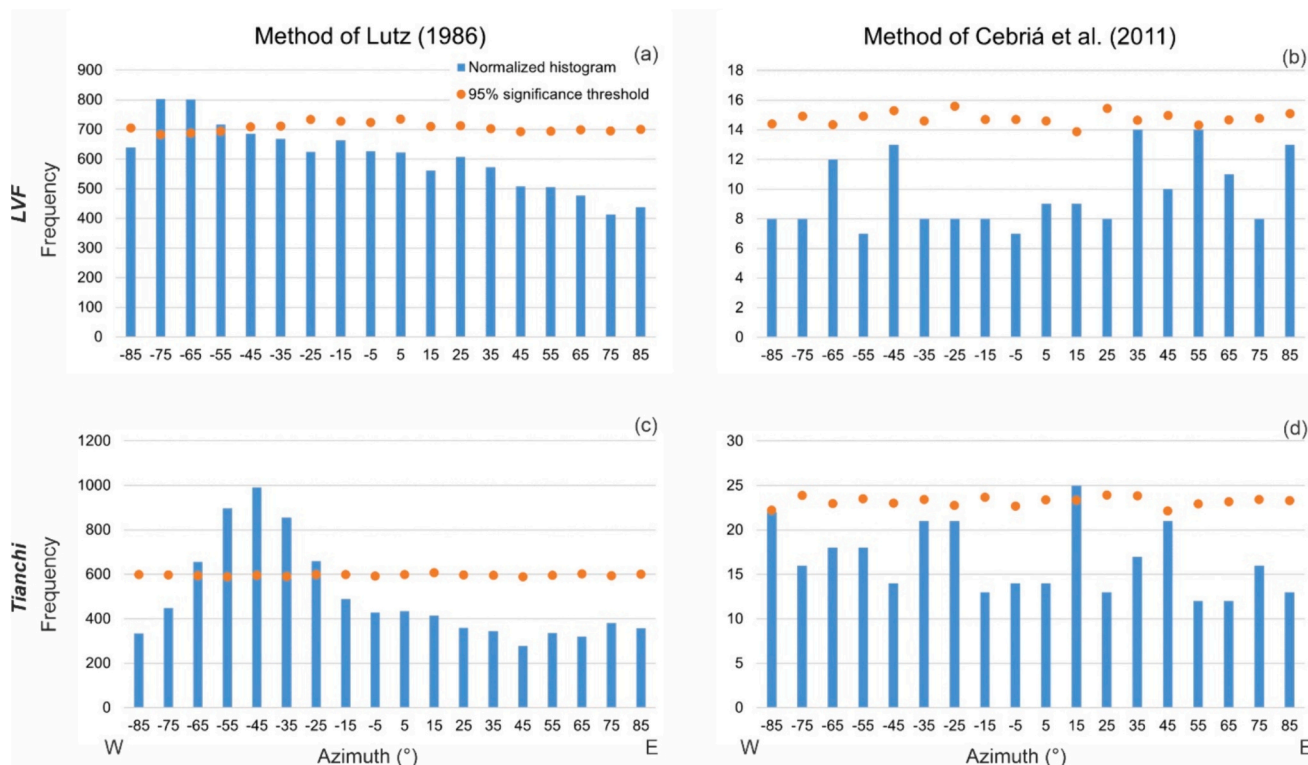 Method of Lutz (1986)
Method of Cebriá et al. (2011)
(a)
Normalized histogram
95% significance threshold
LVF
Frequency
900
800
700
600
500
400
300
200
100
0
-85 -75 -65 -55 -45 -35 -25 -15 -5 5 15 25 35 45 55 65 75 85
(b)
18
16
14
12
10
8
6
4
2
0
-85 -75 -65 -55 -45 -35 -25 -15 -5 5 15 25 35 45 55 65 75 85
(c)
Tianchi
Frequency
1200
1000
800
600
400
200
0
-85 -75 -65 -55 -45 -35 -25 -15 -5 5 15 25 35 45 55 65 75 85
W Azimuth (°) E
(d)
30
25
20
15
10
5
0
-85 -75 -65 -55 -45 -35 -25 -15 -5 5 15 25 35 45 55 65 75 85
W Azimuth (°) E